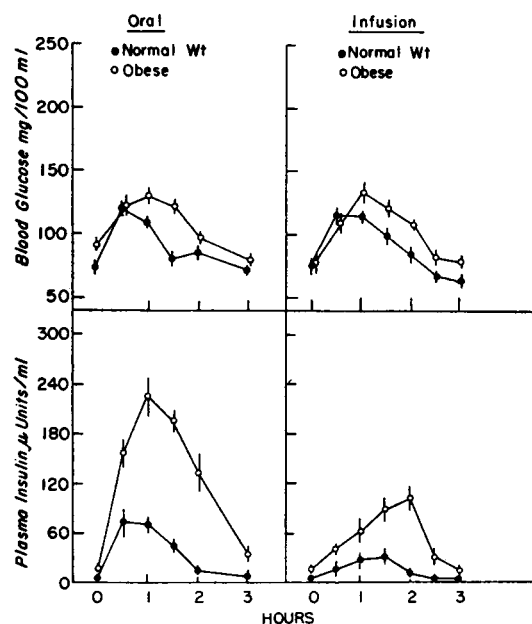 Oral
● Normal Wt
○ Obese
Infusion
● Normal Wt
○ Obese
Blood Glucose mg/100 ml
250
200
150
100
50
Plasma Insulin μ Units/ml
300
240
180
120
60
0
0 1 2 3
0 1 2 3
HOURS